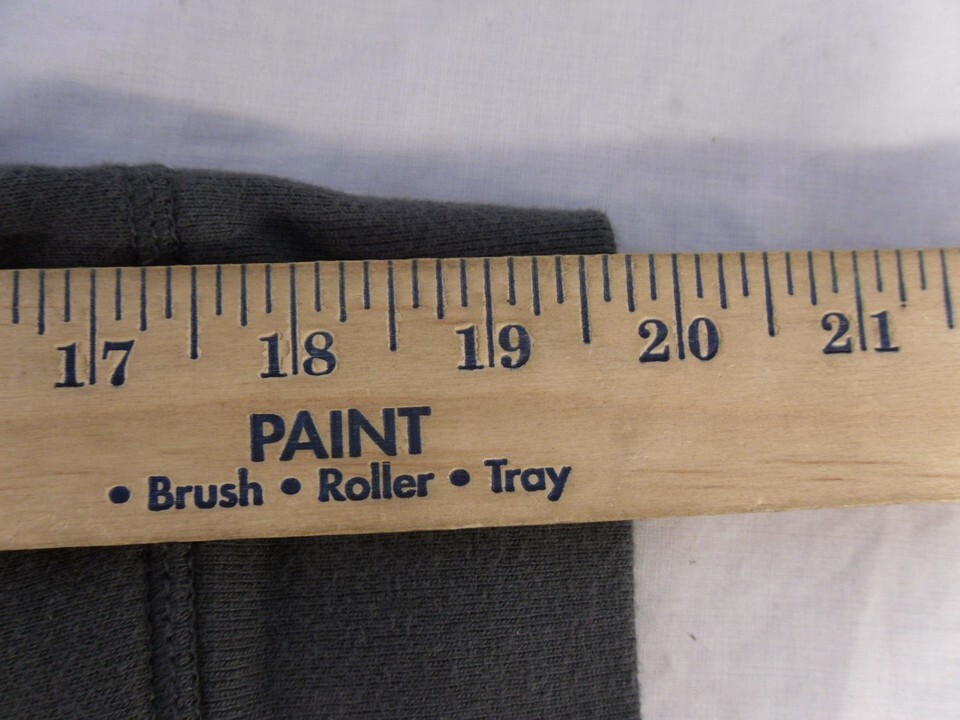 17 18 19 20 21
PAINT
• Brush • Roller • Tray